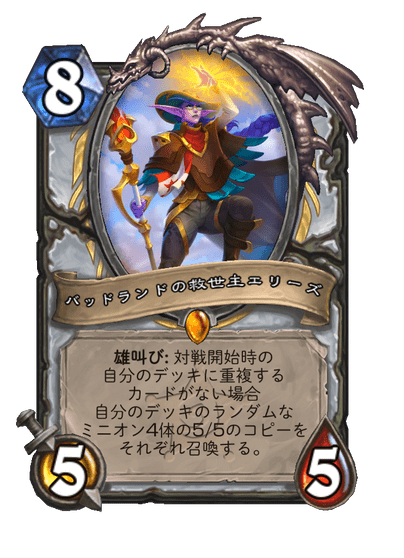 8
バッドランドの救世主エリーズ
雄叫び: 対戦開始時の
自分のデッキに重複する
カードがない場合
自分のデッキのランダムな
ミニオン4体の5/5のコピーを
それぞれ召喚する。
5
5